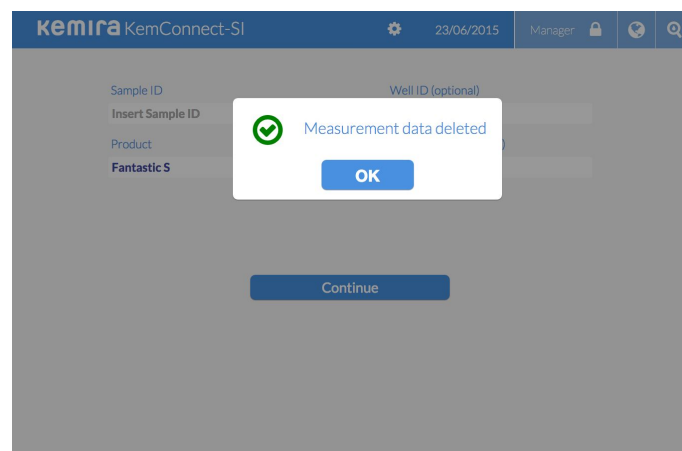 kemira KemConnect-SI
23/06/2015
Manager
Sample ID
Well ID (optional)
Insert Sample ID
Measurement data deleted
Product
)
Fantastic S
OK
Continue